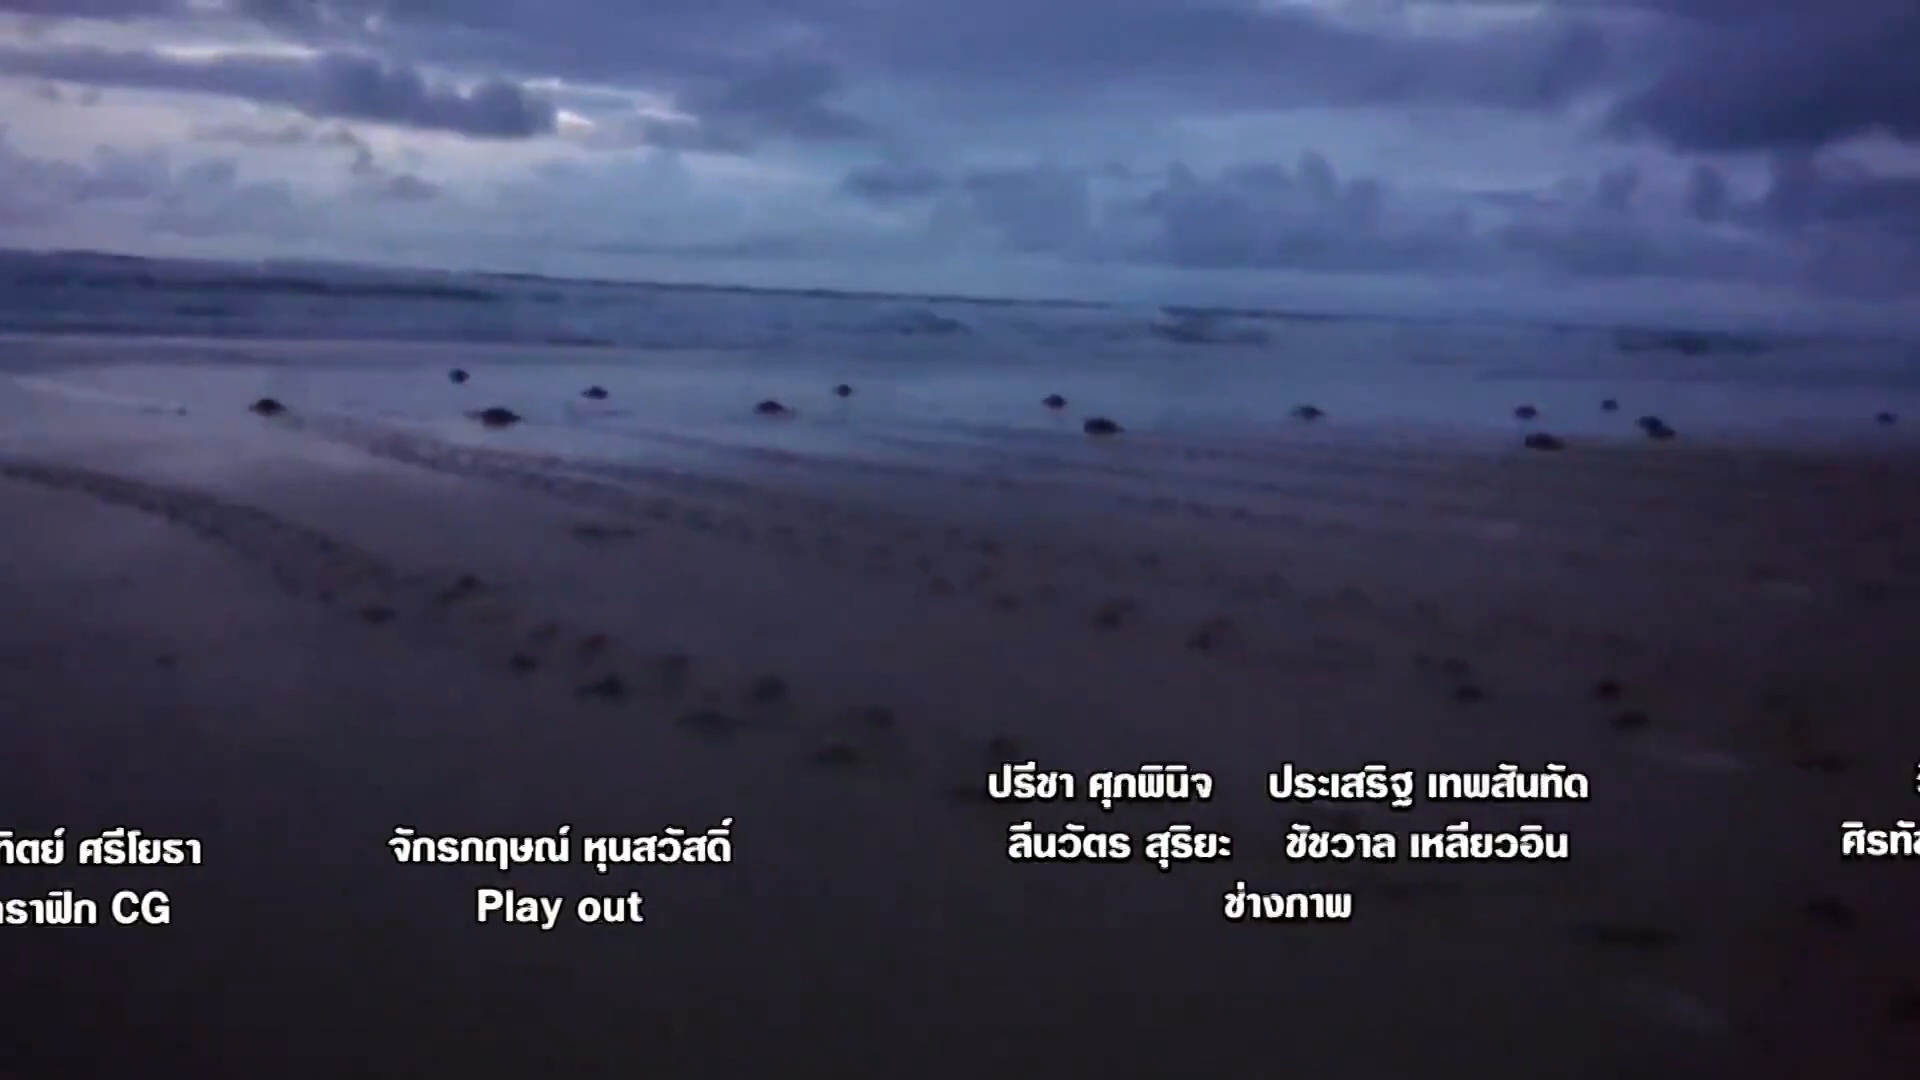 ศรีโยธา
CG
จักรกฤษณ์ หุนสวัสดิ์
Play out
ปรีชา ศุภพินิจ ประเสริฐ เทพสันทัด
ลีนวัตร สุริยะ ชัชวาล เหลียวอิน
ช่างภาพ